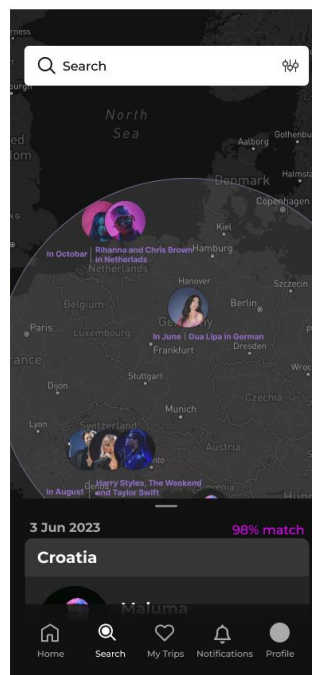 Search
North
Sea
Aalborg
Gothenbu
Halmsta
Denmark
Copenhagen
Kiel
In Octobar | Rihanna and Chris Brown
in Netherlads
Hamburg
Netherlands
Hanover
Szczecin
Berlin
Belgium
Paris
Luxembourg
In June | Dua Lipa in German
Frankfurt
Dresden
Wroc
rance
Stuttgart
Dijon
Czechia
Munich
Lyon
Switzerland
Austria
In August | Harry Styles, The Weekend
and Taylor Swift
3 Jun 2023
98% match
Croatia
Maluma
Home
Search
My Trips
Notifications
Profile